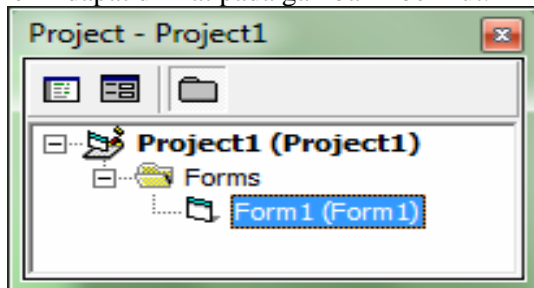 Project - Project1
Project1 (Project1)
Forms
Form1 (Form1)